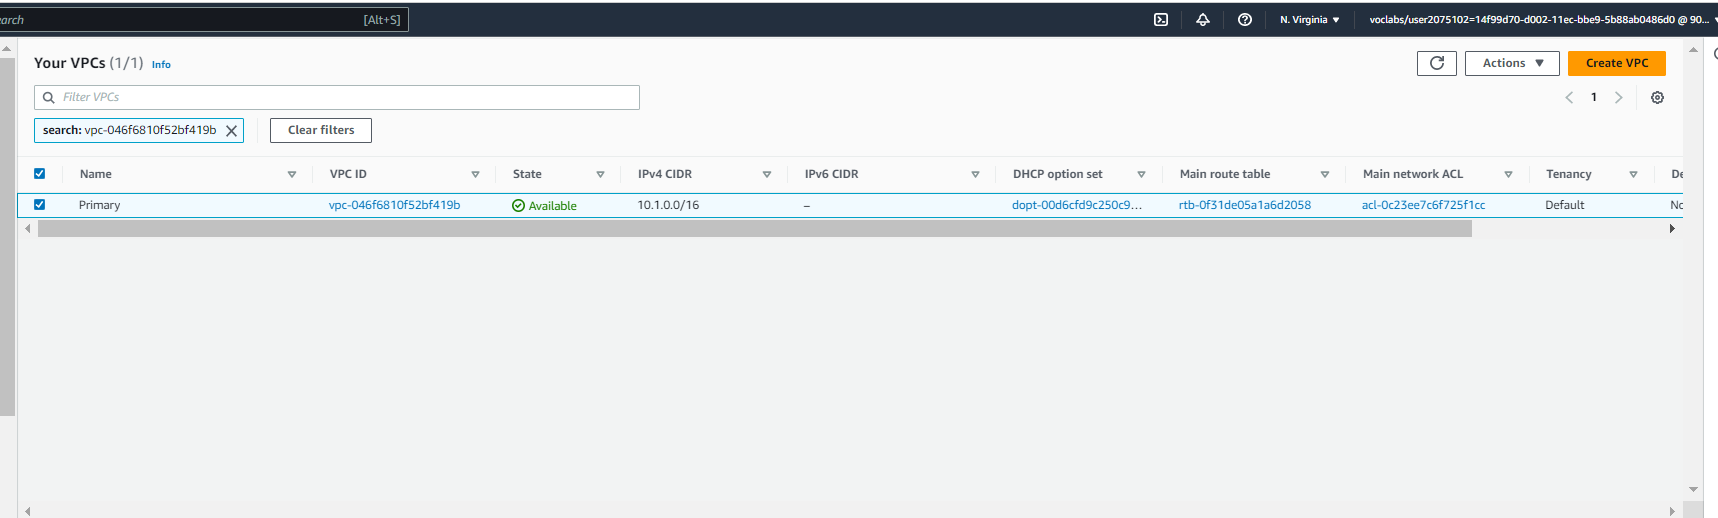 earch [Alt+S] N. Virginia ▼ voclabs/user2075102=14f99d70-d002-11ec-bbe9-5b88ab0486d0 @ 90... ▼
Your VPCs (1/1) Info Actions ▼ Create VPC
Filter VPCs 1
search: vpc-046f6810f52bf419b Clear filters
Name VPC ID State IPv4 CIDR IPv6 CIDR DHCP option set Main route table Main network ACL Tenancy De
Primary vpc-046f6810f52bf419b Available 10.1.0.0/16 – dopt-00d6cfd9c250c9... rtb-0f31de05a1a6d2058 acl-0c23ee7c6f725f1cc Default No